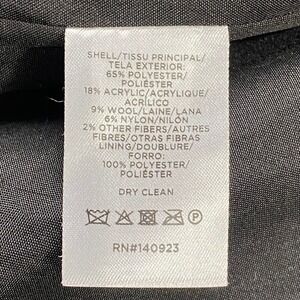 SHELL/TISSU PRINCIPAL/
TELA EXTERIOR:
65% POLYESTER/
POLIÉSTER
18% ACRYLIC/ACRYLIQUE/
ACRÍLICO
9% WOOL/LAINE/LANA
6% NYLON/NILÓN
2% OTHER FIBERS/AUTRES
FIBRES/OTRAS FIBRAS
LINING/DOUBLURE/
FORRO:
100% POLYESTER/
POLIÉSTER
DRY CLEAN
P
RN#140923